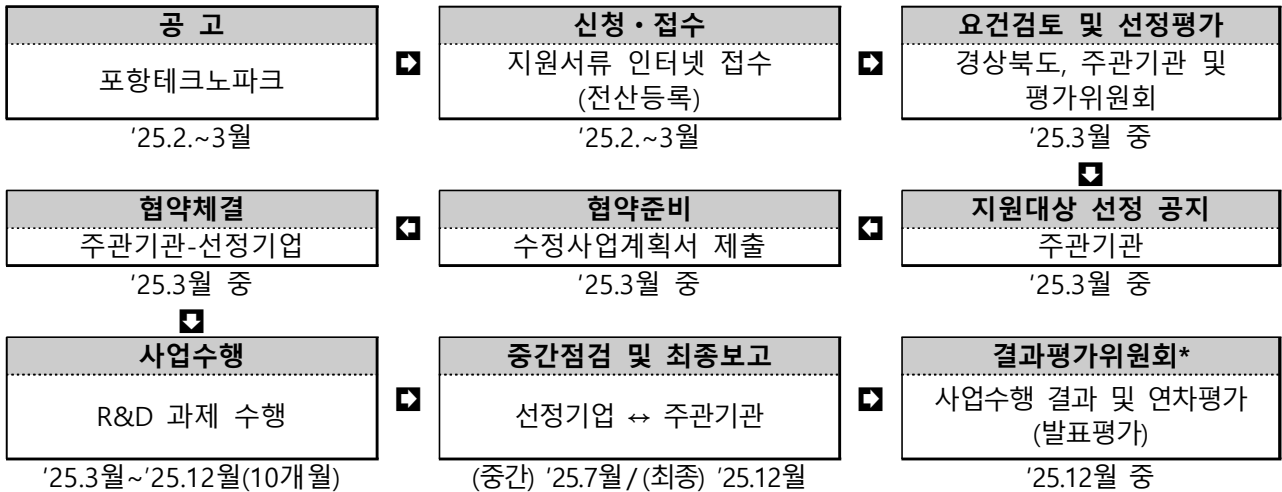 공 고
포항테크노파크
'25.2.~3월
신청・접수
지원서류 인터넷 접수
(전산등록)
'25.2.~3월
요건검토 및 선정평가
경상북도, 주관기관 및
평가위원회
'25.3월 중
지원대상 선정 공지
주관기관
'25.3월 중
협약준비
수정사업계획서 제출
'25.3월 중
협약체결
주관기관-선정기업
'25.3월 중
사업수행
R&D 과제 수행
'25.3월~'25.12월(10개월)
중간점검 및 최종보고
선정기업 ↔ 주관기관
(중간) '25.7월 / (최종) '25.12월
결과평가위원회*
사업수행 결과 및 연차평가
(발표평가)
'25.12월 중